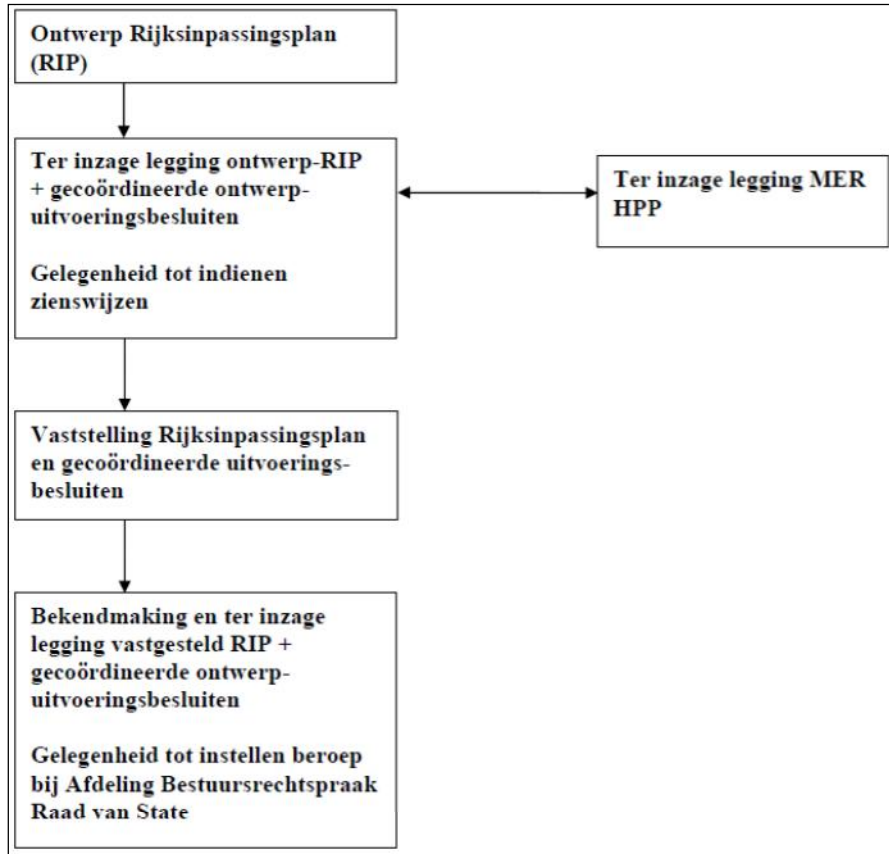 Ontwerp Rijksinpassingsplan
(RIP)
Ter inzage legging ontwerp-RIP
+ gecoördineerde ontwerp-
uitvoeringsbesluiten
Gelegenheid tot indienen
zienswijzen
Ter inzage legging MER
HPP
Vaststelling Rijksinpassingsplan
en gecoördineerde uitvoerings-
besluiten
Bekendmaking en ter inzage
legging vastgesteld RIP +
gecoördineerde ontwerp-
uitvoeringsbesluiten
Gelegenheid tot instellen beroep
bij Afdeling Bestuursrechtspraak
Raad van State